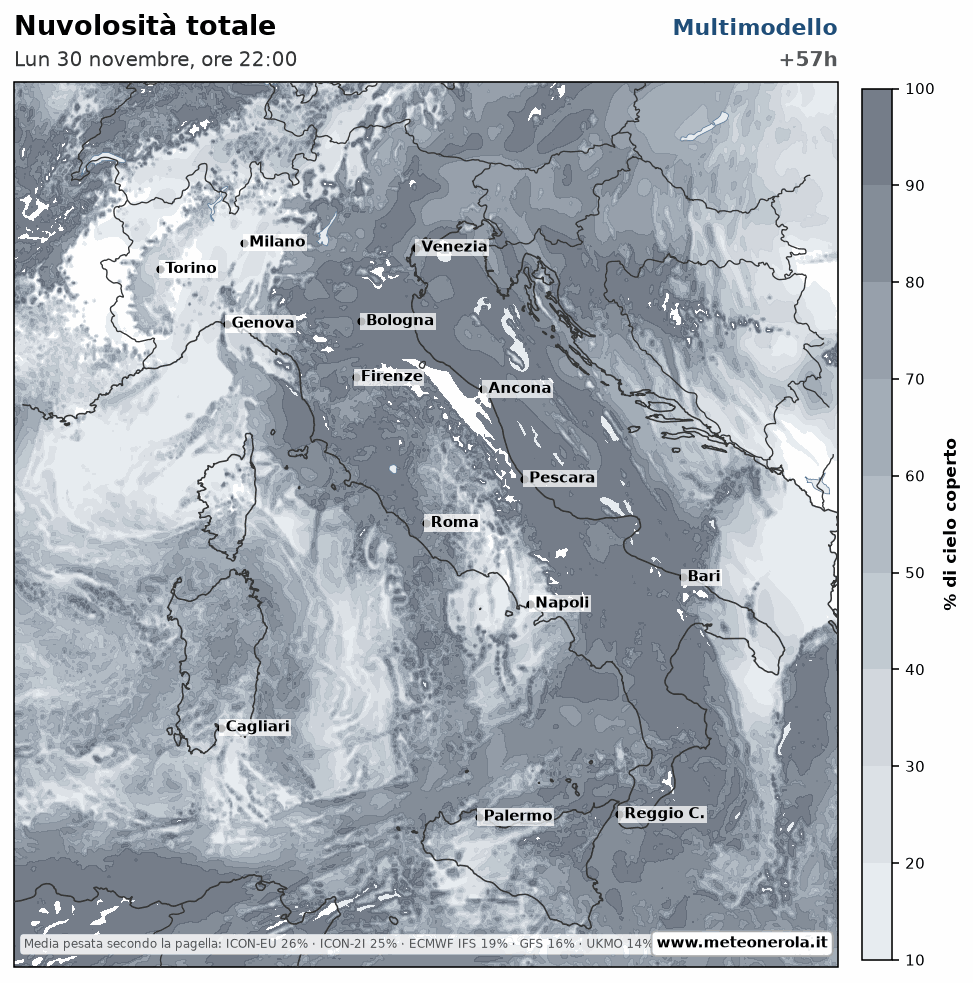 Nuvolosità totale
Multimodello
Lun 30 novembre, ore 22:00
+57h
100
90
80
70
60
50
40
30
20
10
% di cielo coperto
Milano
Venezia
Torino
Genova
Bologna
Firenze
Ancona
Pescara
Roma
Bari
Napoli
Cagliari
Palermo
Reggio C.
Media pesata secondo la pagella: ICON-EU 26% · ICON-2I 25% · ECMWF IFS 19% · GFS 16% · UKMO 14%
www.meteonerola.it